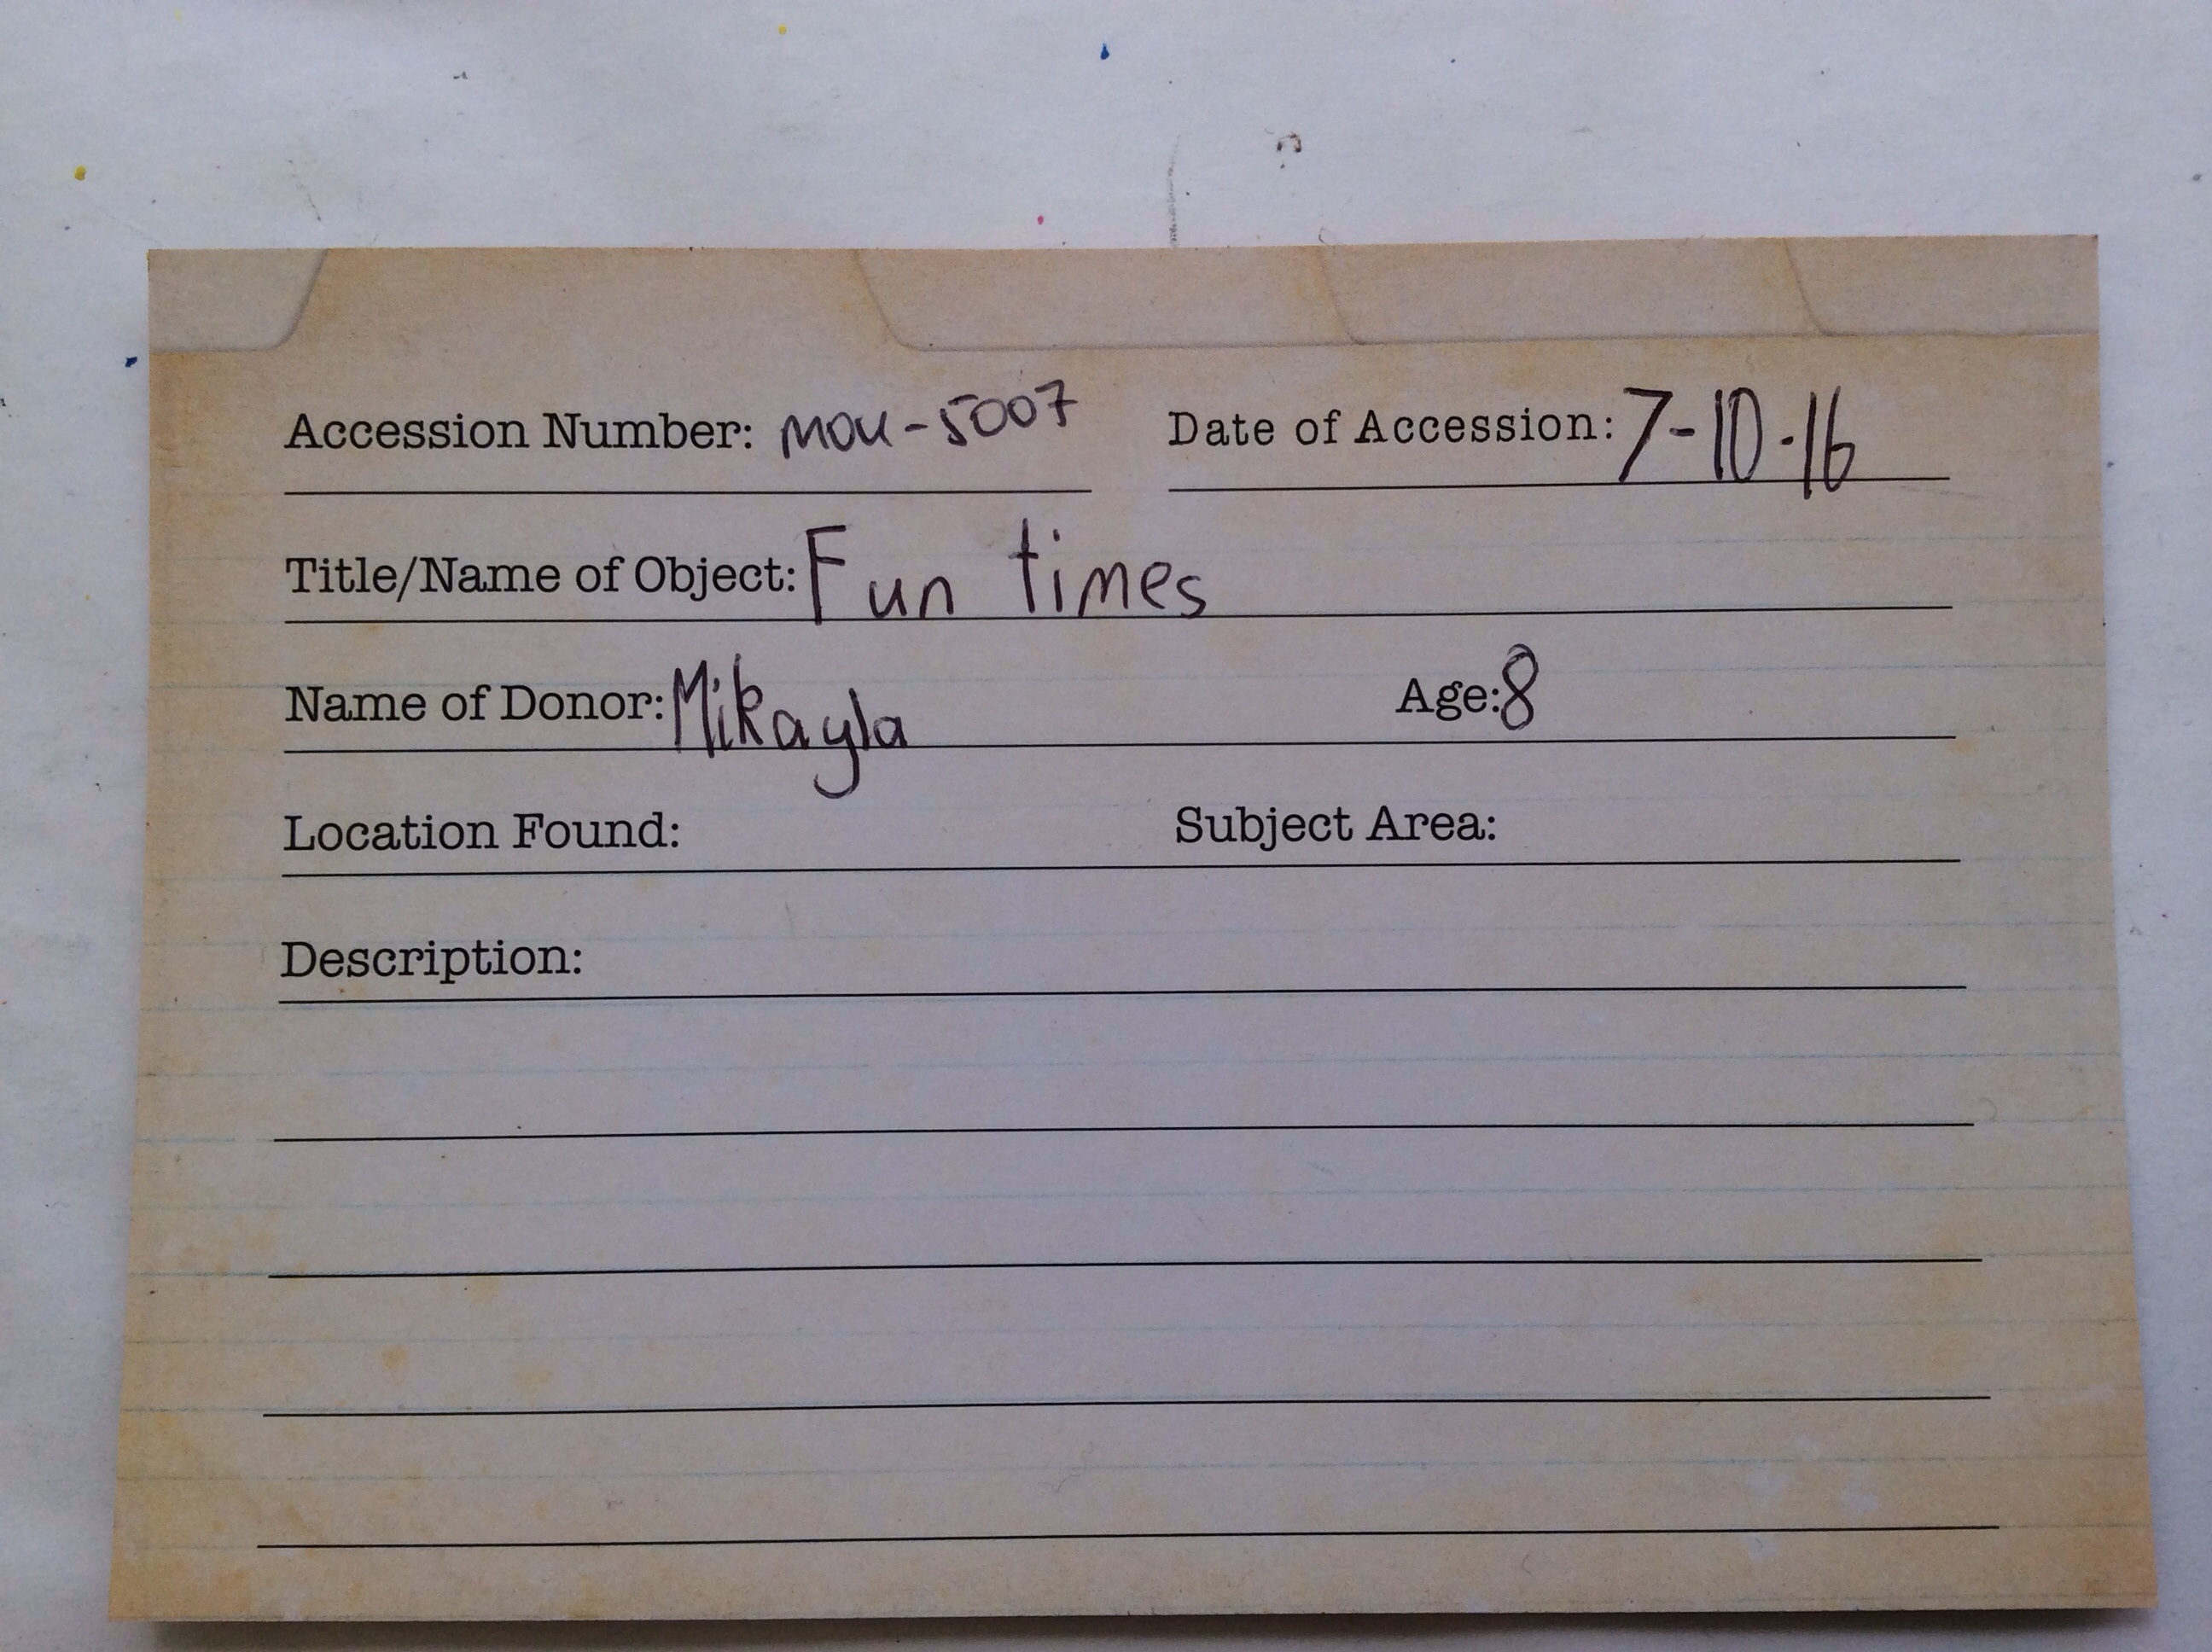 Accession Number: MOU-5007 Date of Accession: 7-10-16
Title/Name of Object: Fun times
Name of Donor: Mikayla Age: 8
Location Found: Subject Area:
Description: